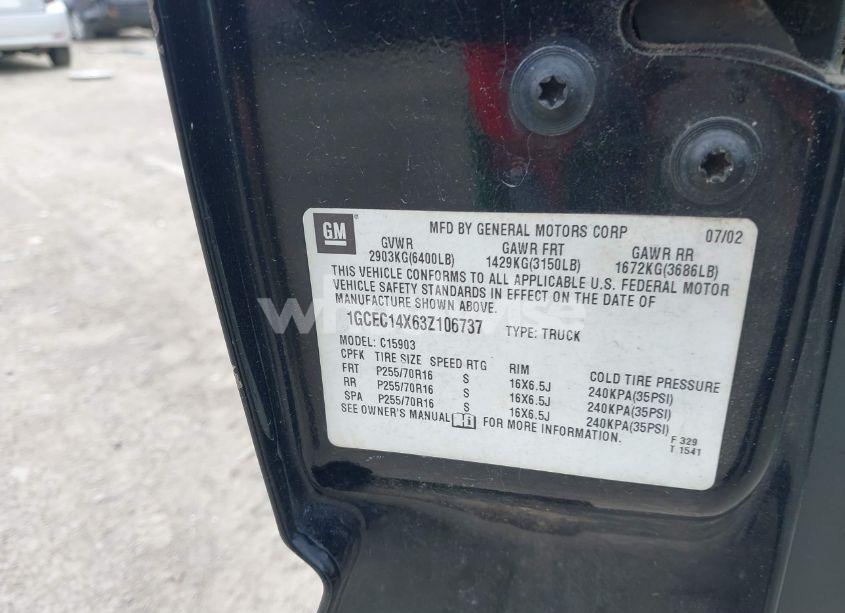 GM
MFD BY GENERAL MOTORS CORP 07/02
GVWR GAWR FRT GAWR RR
2903KG(6400LB) 1429KG(3150LB) 1672KG(3686LB)
THIS VEHICLE CONFORMS TO ALL APPLICABLE U.S. FEDERAL MOTOR
VEHICLE SAFETY STANDARDS IN EFFECT ON THE DATE OF
MANUFACTURE SHOWN ABOVE.
1GCEC14X63Z106737 TYPE: TRUCK
MODEL: C15903
CPFK TIRE SIZE SPEED RTG RIM COLD TIRE PRESSURE
FRT P255/70R16 S 16X6.5J 240KPA(35PSI)
RR P255/70R16 S 16X6.5J 240KPA(35PSI)
SPA P255/70R16 S 16X6.5J 240KPA(35PSI)
SEE OWNER'S MANUAL FOR MORE INFORMATION.
F 329
T 1541